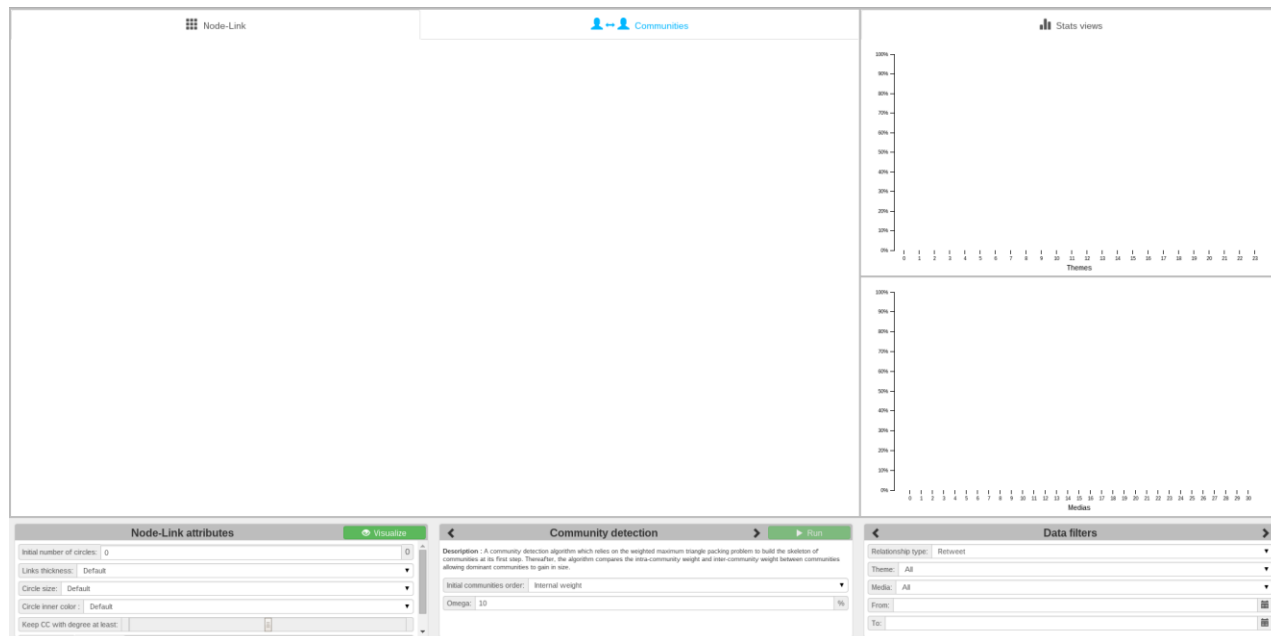 Node-Link
Communities
Stats views
100%
90%
80%
70%
60%
50%
40%
30%
20%
10%
0%
0 1 2 3 4 5 6 7 8 9 10 11 12 13 14 15 16 17 18 19 20 21 22 23
Themes
100%
90%
80%
70%
60%
50%
40%
30%
20%
10%
0%
0 1 2 3 4 5 6 7 8 9 10 11 12 13 14 15 16 17 18 19 20 21 22 23 24 25 26 27 28 29 30
Medias
Node-Link attributes
Visualize
Initial number of circles: 0 0
Links thickness: Default
Circle size: Default
Circle inner color : Default
Keep CC with degree at least:
Community detection
Run
Description : A community detection algorithm which relies on the weighted maximum triangle packing problem to build the skeleton of
communities at its first step. Thereafter, the algorithm compares the intra-community weight and inter-community weight between communities
allowing dominant communities to gain in size.
Initial communities order: Internal weight
Omega: 10 %
Data filters
Relationship type: Retweet
Theme: All
Media: All
From:
To: